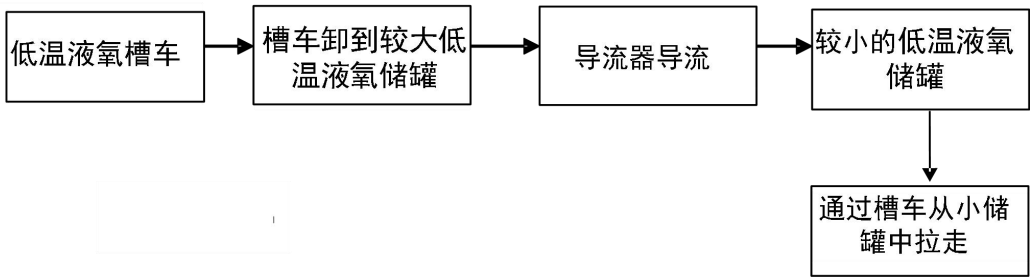 低温液氧槽车
槽车卸到较大低
温液氧储罐
导流器导流
较小的低温液氧
储罐
通过槽车从小储
罐中拉走